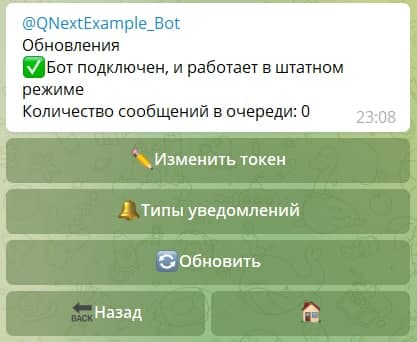 @QNextExample_Bot
Обновления
✅Бот подключен, и работает в штатном
режиме
Количество сообщений в очереди: 0
23:08
✏️Изменить токен
🔔Типы уведомлений
🔄Обновить
🔙Назад
🏠